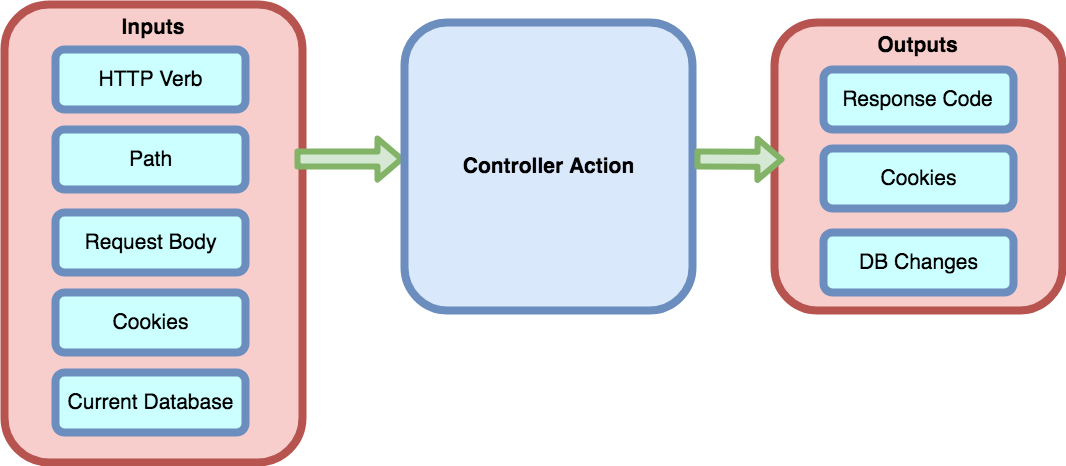 Inputs
HTTP Verb
Path
Request Body
Cookies
Current Database
Controller Action
Outputs
Response Code
Cookies
DB Changes